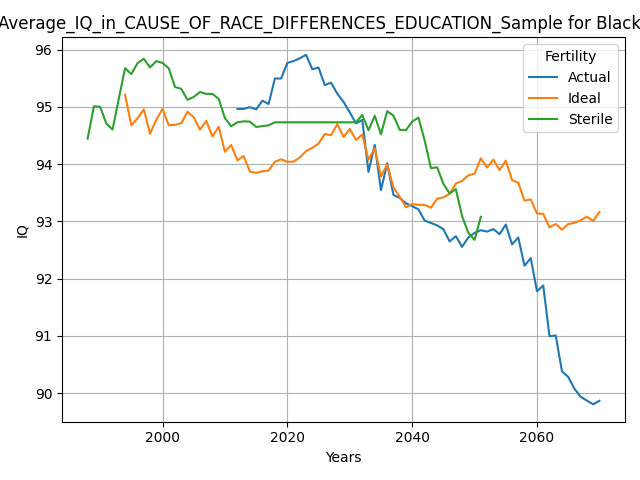 Average_IQ_in_CAUSE_OF_RACE_DIFFERENCES_EDUCATION_Sample for Black
Fertility
Actual
Ideal
Sterile
96
95
94
93
92
91
90
IQ
2000 2020 2040 2060
Years